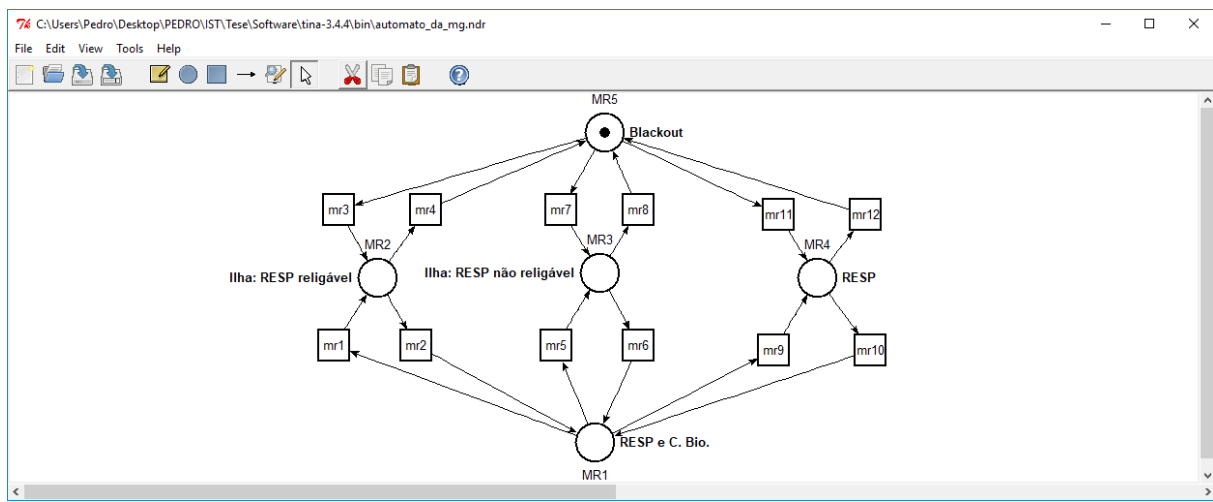 C:\Users\Pedro\Desktop\PEDRO\IST\Tese\Software\tina-3.4.4\bin\automato_da_mg.ndr
File Edit View Tools Help
MR5
Blackout
mr3 mr4 mr7 mr8 mr11 mr12
MR2 MR3 MR4
Ilha: RESP religável Ilha: RESP não religável RESP
mr1 mr2 mr5 mr6 mr9 mr10
RESP e C. Bio.
MR1